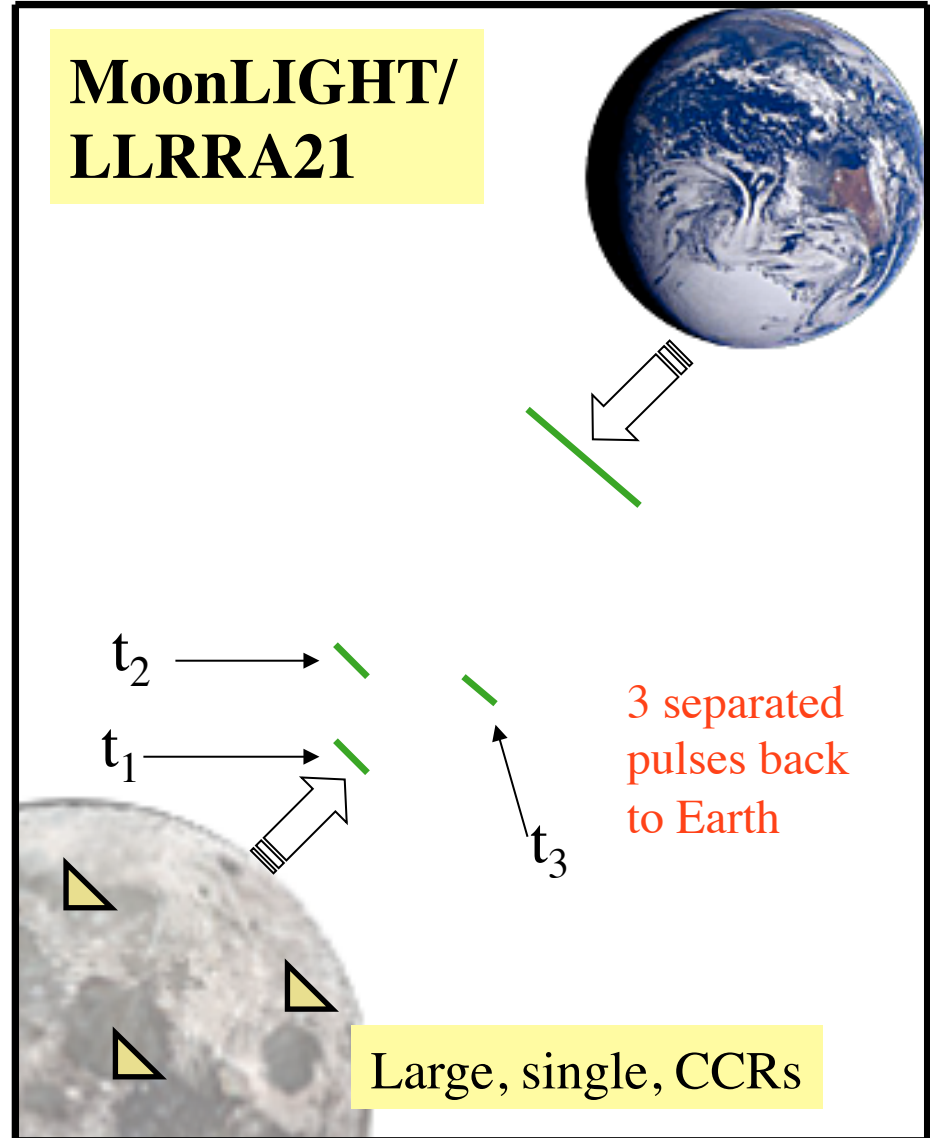 MoonLIGHT/
LLRRA21
t₂
t₁
t₃
3 separated
pulses back
to Earth
Large, single, CCRs